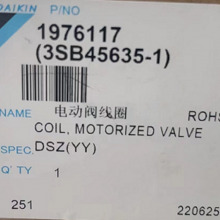 DAIKIN P/NO
1976117
(3SB45635-1)
NAME 电动阀线圈 ROHS
COIL, MOTORIZED VALVE
SPEC. DSZ(YY)
Q' TY 1
251 220625